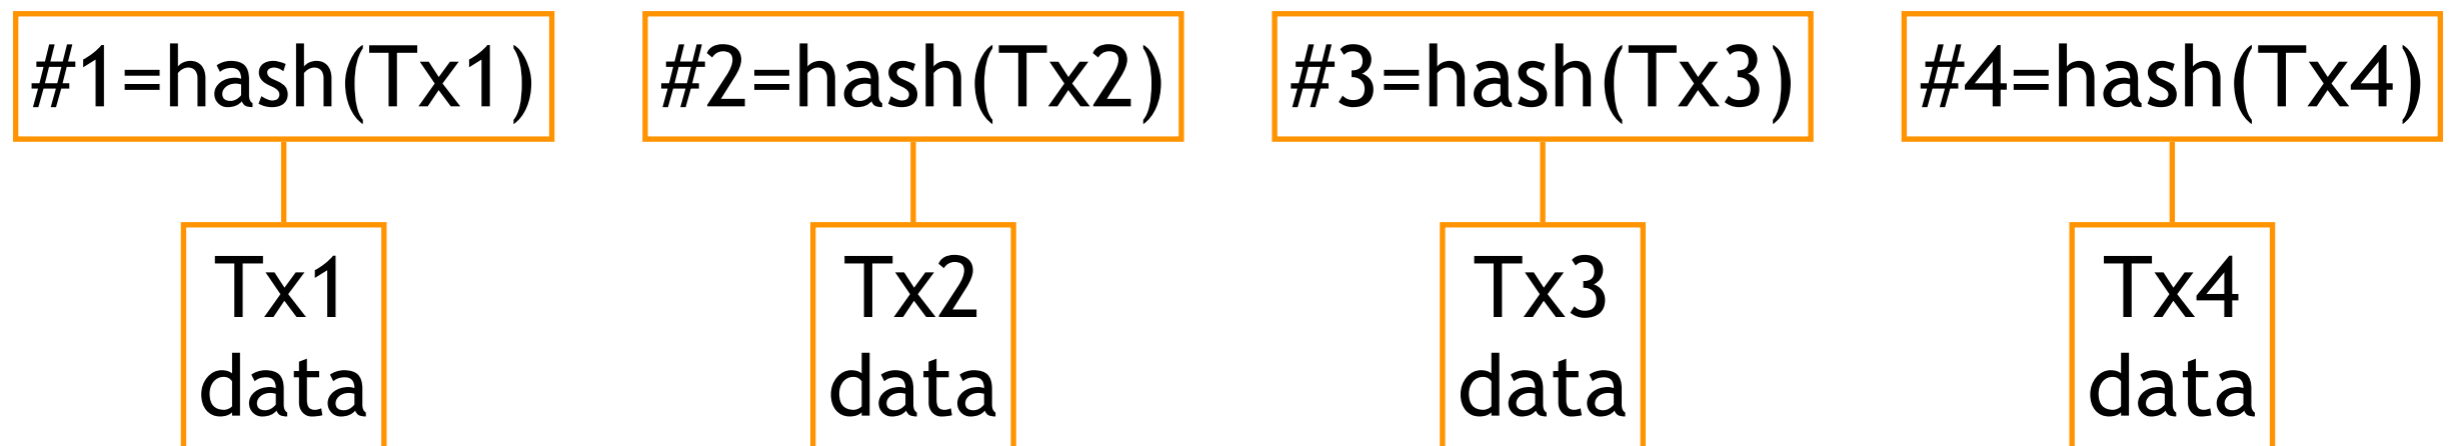 #1=hash(Tx1)
#2=hash(Tx2)
#3=hash(Tx3)
#4=hash(Tx4)
Tx1
data
Tx2
data
Tx3
data
Tx4
data